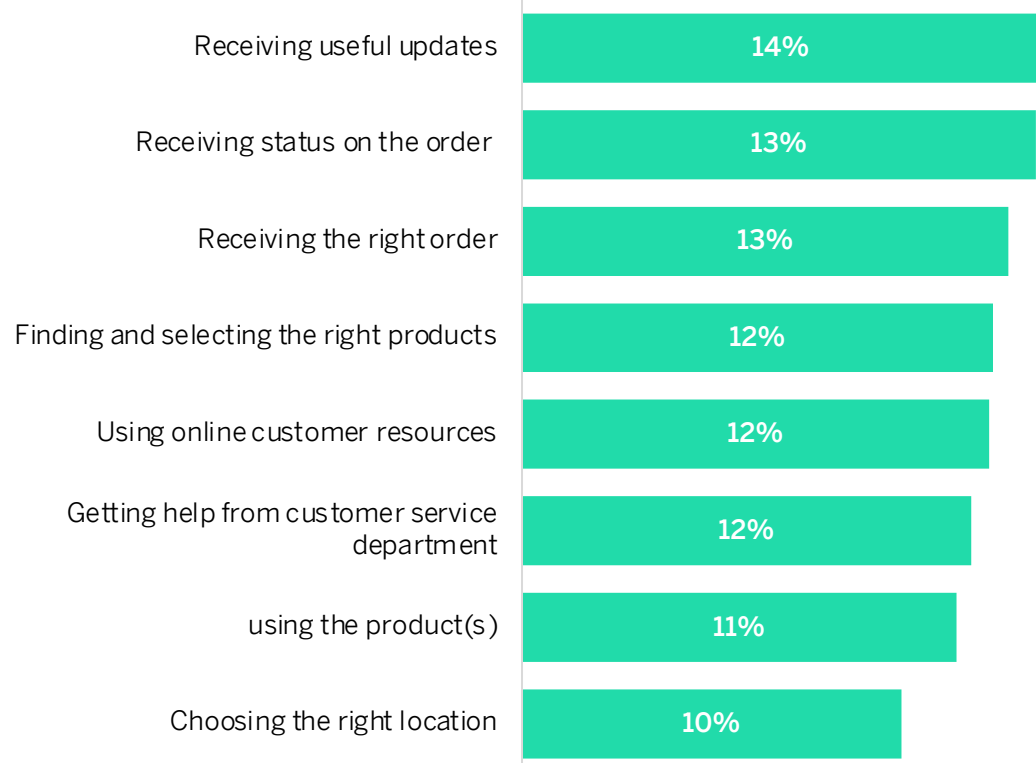 Receiving useful updates 14%
Receiving status on the order 13%
Receiving the right order 13%
Finding and selecting the right products 12%
Using online customer resources 12%
Getting help from customer service
department 12%
using the product(s) 11%
Choosing the right location 10%